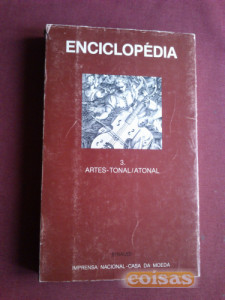 ENCICLOPÉDIA
3.
ARTES-TONAL/ATONAL
IMPRENSA NACIONAL-CASA DA MOEDA
coisas